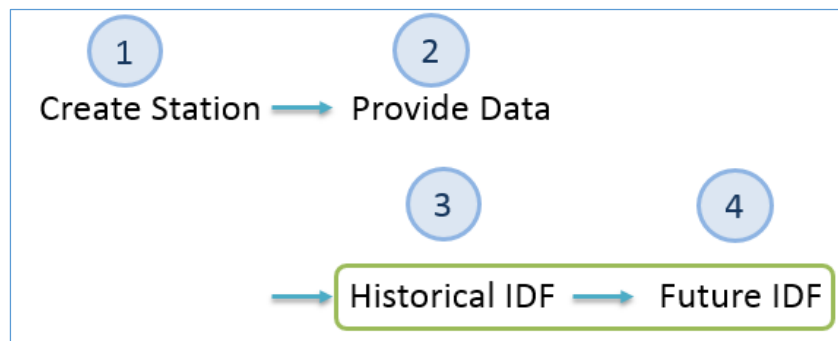 1 2
Create Station Provide Data
3 4
Historical IDF Future IDF